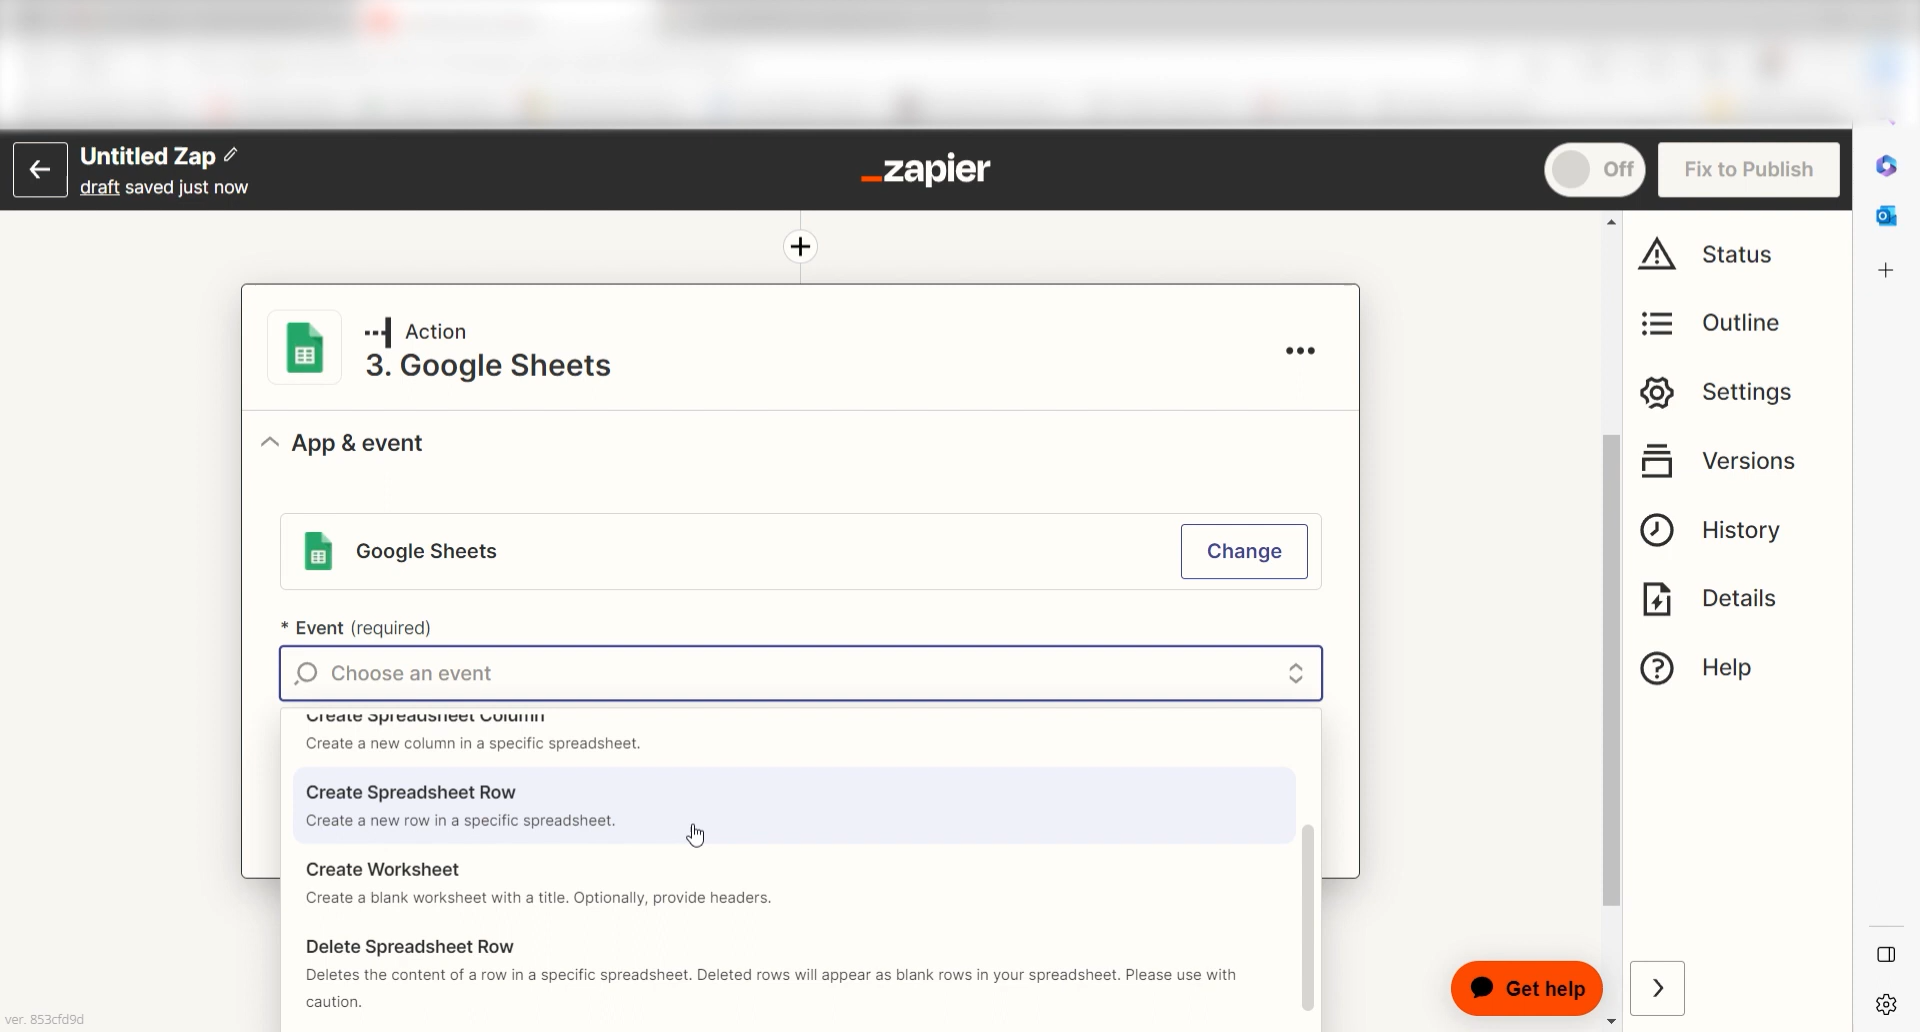 Untitled Zap
draft saved just now
zapier
Off
Fix to Publish
Action
3. Google Sheets
App & event
Google Sheets
Change
* Event (required)
Choose an event
Create Spreadsheet Column
Create a new column in a specific spreadsheet.
Create Spreadsheet Row
Create a new row in a specific spreadsheet.
Create Worksheet
Create a blank worksheet with a title. Optionally, provide headers.
Delete Spreadsheet Row
Deletes the content of a row in a specific spreadsheet. Deleted rows will appear as blank rows in your spreadsheet. Please use with
caution.
Status
Outline
Settings
Versions
History
Details
Help
Get help
ver. 853cfd9d